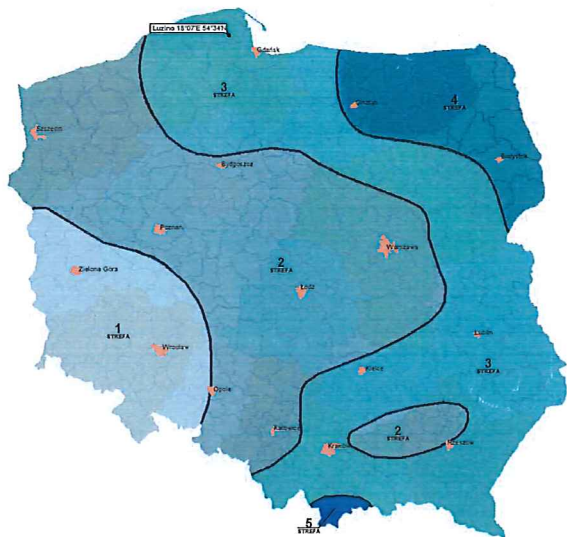 Luzino 18°07'E 54°34'
Gdańsk
3
STREFA
4
STREFA
Olsztyn
Szczecin
Białystok
Bydgoszcz
Poznań
Warszawa
Zielona Góra
2
STREFA
Łódź
1
STREFA
Wrocław
Lublin
3
STREFA
Kielce
Opole
2
STREFA
Katowice
Kraków
Rzeszów
5
STREFA